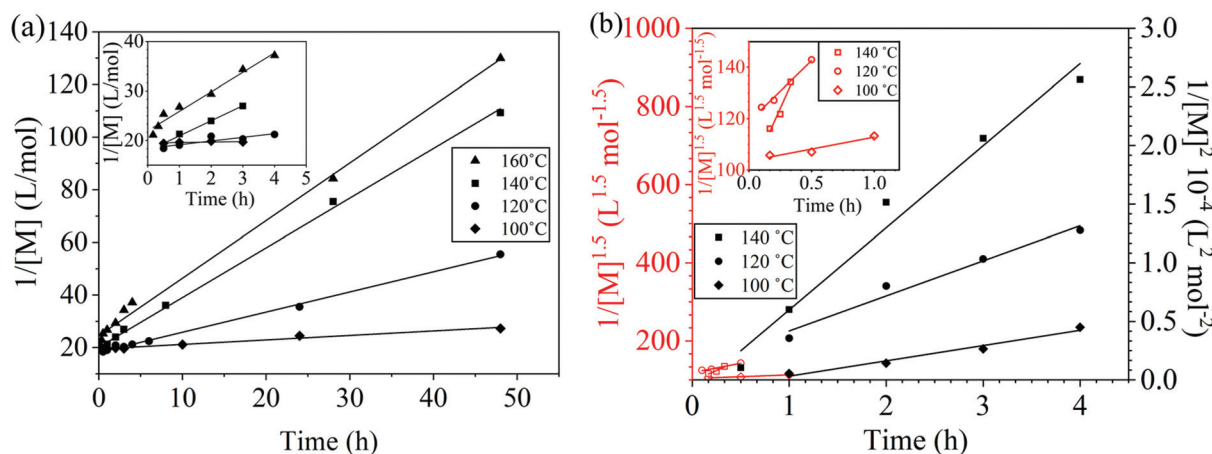 (a)
140
120
100
80
60
40
20
0
10
20
30
40
50
1/[M] (L/mol)
Time (h)
40
30
20
0
1
2
3
4
5
1/[M] (L/mol)
Time (h)
160°C
140°C
120°C
100°C
(b)
1000
800
600
400
200
0
1
2
3
4
3.0
2.5
2.0
1.5
1.0
0.5
0.0
1/[M]^1.5 (L^1.5 mol^-1.5)
1/[M]^2 10^-4 (L^2 mol^-2)
Time (h)
140
120
100
0.0
0.5
1.0
1/[M]^1.5 (L^1.5 mol^-1.5)
Time (h)
140 °C
120 °C
100 °C
140 °C
120 °C
100 °C